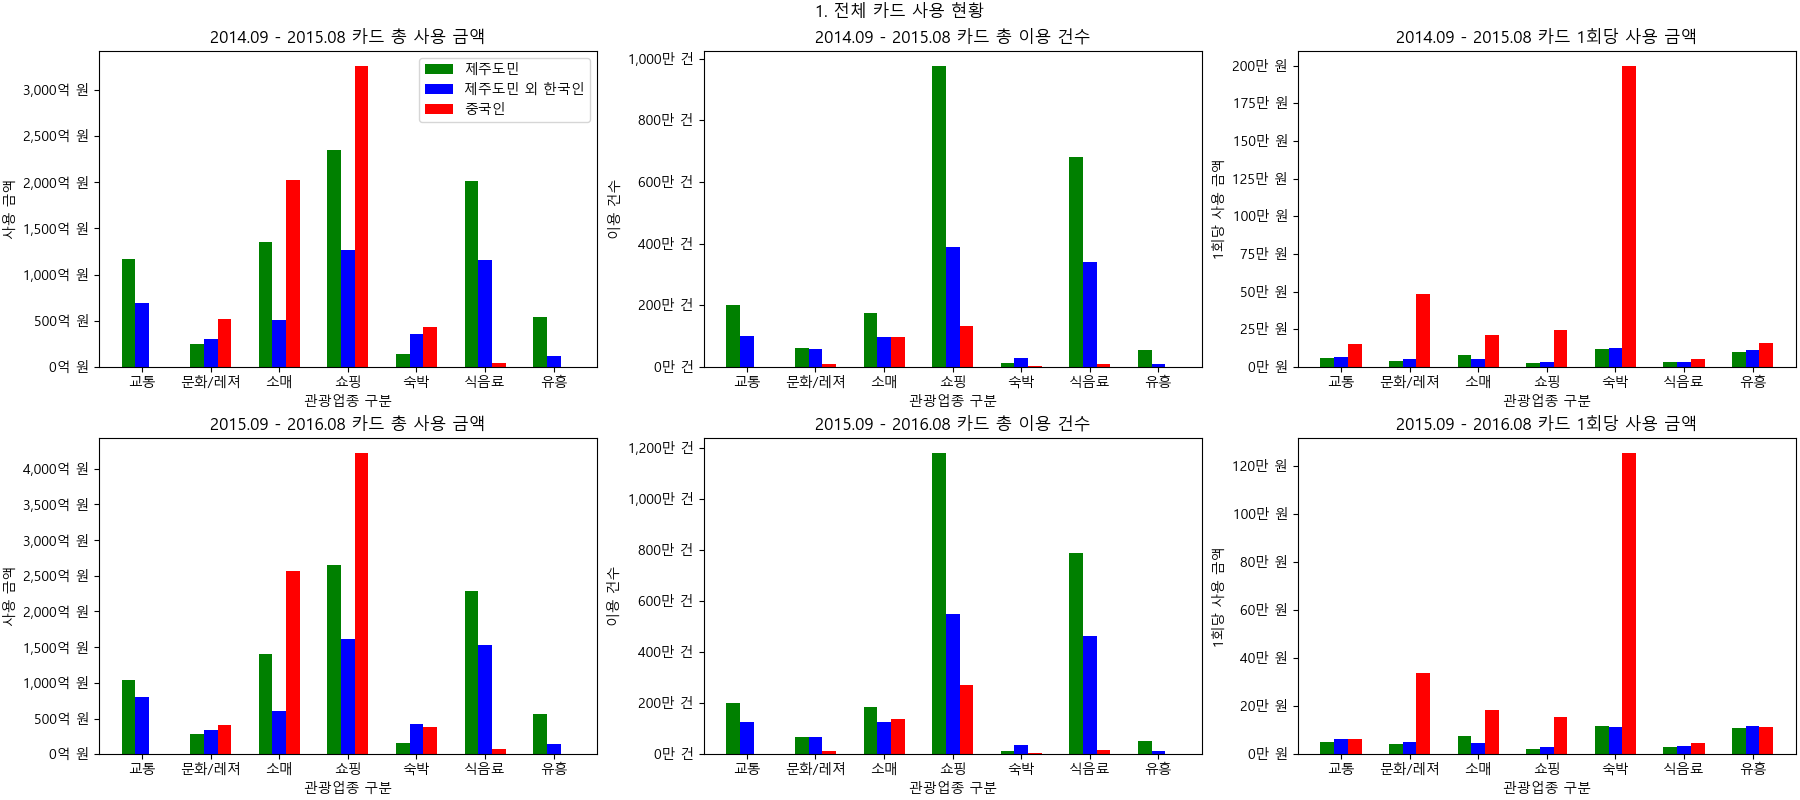 1. 전체 카드 사용 현황
2014.09 - 2015.08 카드 총 사용 금액
사용 금액
3,000억 원
2,500억 원
2,000억 원
1,500억 원
1,000억 원
500억 원
0억 원
제주도민
제주도민 외 한국인
중국인
교통 문화/레져 소매 쇼핑 숙박 식음료 유흥
관광업종 구분
2014.09 - 2015.08 카드 총 이용 건수
이용 건수
1,000만 건
800만 건
600만 건
400만 건
200만 건
0만 건
교통 문화/레져 소매 쇼핑 숙박 식음료 유흥
관광업종 구분
2014.09 - 2015.08 카드 1회당 사용 금액
1회당 사용 금액
200만 원
175만 원
150만 원
125만 원
100만 원
75만 원
50만 원
25만 원
0만 원
교통 문화/레져 소매 쇼핑 숙박 식음료 유흥
관광업종 구분
2015.09 - 2016.08 카드 총 사용 금액
사용 금액
4,000억 원
3,500억 원
3,000억 원
2,500억 원
2,000억 원
1,500억 원
1,000억 원
500억 원
0억 원
교통 문화/레져 소매 쇼핑 숙박 식음료 유흥
관광업종 구분
2015.09 - 2016.08 카드 총 이용 건수
이용 건수
1,200만 건
1,000만 건
800만 건
600만 건
400만 건
200만 건
0만 건
교통 문화/레져 소매 쇼핑 숙박 식음료 유흥
관광업종 구분
2015.09 - 2016.08 카드 1회당 사용 금액
1회당 사용 금액
120만 원
100만 원
80만 원
60만 원
40만 원
20만 원
0만 원
교통 문화/레져 소매 쇼핑 숙박 식음료 유흥
관광업종 구분